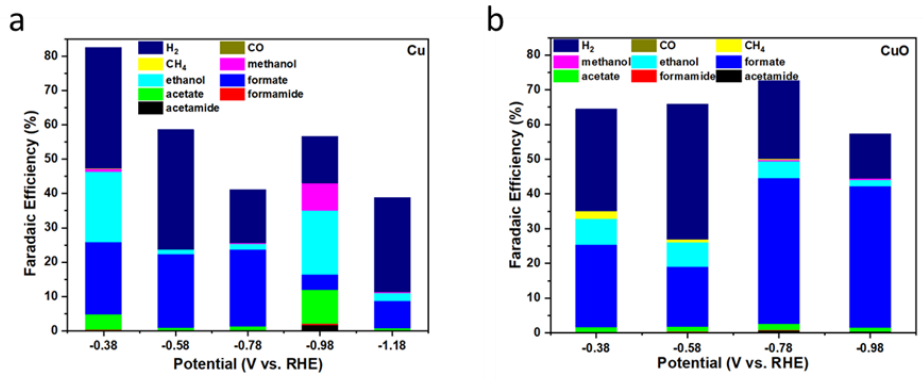 a
Cu
H2 CO
CH4 methanol
ethanol formate
acetate formamide
acetamide
Faradaic Efficiency (%)
80
70
60
50
40
30
20
10
0
-0.38 -0.58 -0.78 -0.98 -1.18
Potential (V vs. RHE)
b
CuO
H2 CO CH4
methanol ethanol formate
acetate formamide acetamide
Faradaic Efficiency (%)
80
70
60
50
40
30
20
10
0
-0.38 -0.58 -0.78 -0.98
Potential (V vs. RHE)